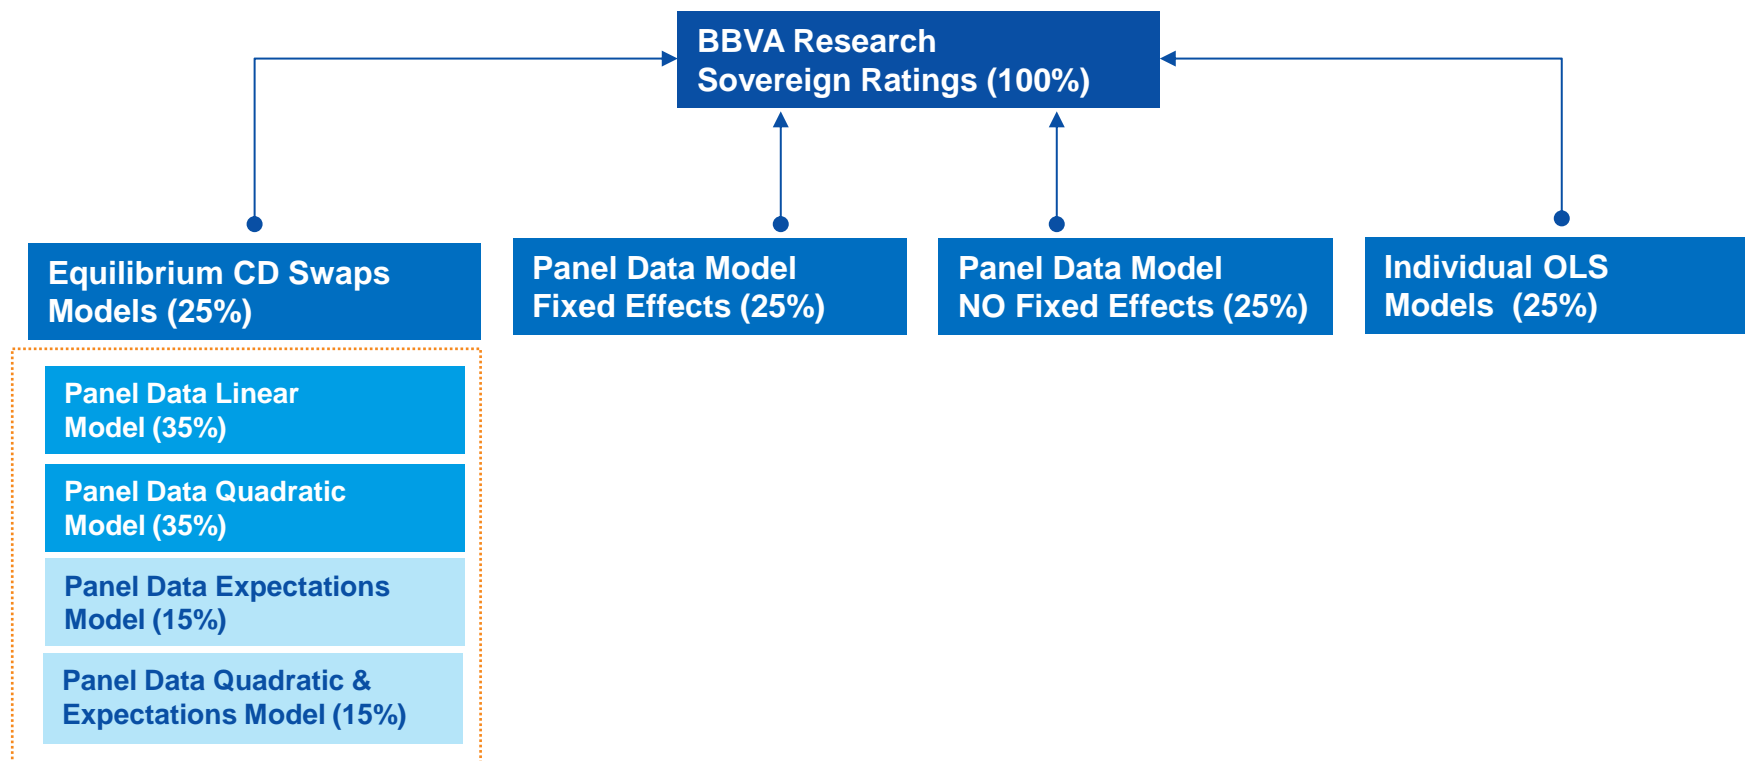 BBVA Research
Sovereign Ratings (100%)
Equilibrium CD Swaps
Models (25%)
Panel Data Model
Fixed Effects (25%)
Panel Data Model
NO Fixed Effects (25%)
Individual OLS
Models (25%)
Panel Data Linear
Model (35%)
Panel Data Quadratic
Model (35%)
Panel Data Expectations
Model (15%)
Panel Data Quadratic &
Expectations Model (15%)